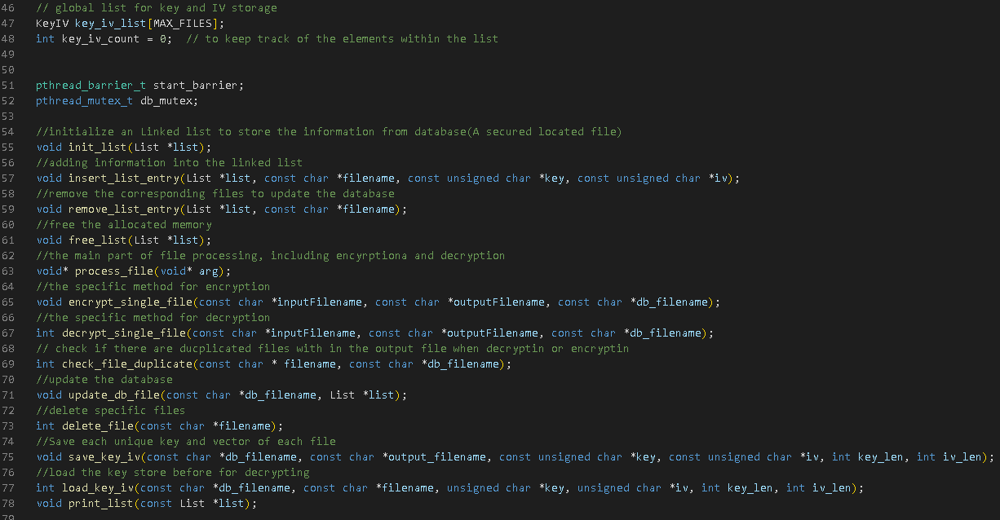 46 // global list for key and IV storage
47 KeyIV key_iv_list[MAX_FILES];
48 int key_iv_count = 0;  // to keep track of the elements within the list
49
50
51 pthread_barrier_t start_barrier;
52 pthread_mutex_t db_mutex;
53
54 //initialize an Linked list to store the information from database(A secured located file)
55 void init_list(List *list);
56 //adding information into the linked list
57 void insert_list_entry(List *list, const char *filename, const unsigned char *key, const unsigned char *iv);
58 //remove the corresponding files to update the database
59 void remove_list_entry(List *list, const char *filename);
60 //free the allocated memory
61 void free_list(List *list);
62 //the main part of file processing, including encyrptiona and decryption
63 void* process_file(void* arg);
64 //the specific method for encryption
65 void encrypt_single_file(const char *inputFilename, const char *outputFilename, const char *db_filename);
66 //the specific method for decryption
67 int decrypt_single_file(const char *inputFilename, const char *outputFilename, const char *db_filename);
68 // check if there are ducplicated files with in the output file when decryptin or encryptin
69 int check_file_duplicate(const char * filename, const char *db_filename);
70 //update the database
71 void update_db_file(const char *db_filename, List *list);
72 //delete specific files
73 int delete_file(const char *filename);
74 //Save each unique key and vector of each file
75 void save_key_iv(const char *db_filename, const char *output_filename, const unsigned char *key, const unsigned char *iv, int key_len, int iv_len);
76 //load the key store before for decrypting
77 int load_key_iv(const char *db_filename, const char *filename, unsigned char *key, unsigned char *iv, int key_len, int iv_len);
78 void print_list(const List *list);
79